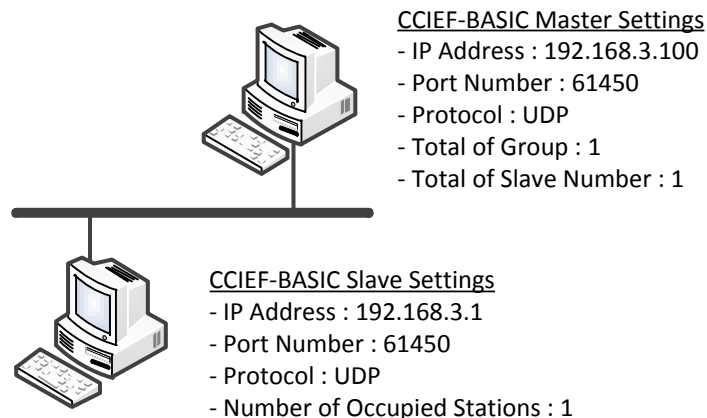 CCIEF-BASIC Master Settings
- IP Address : 192.168.3.100
- Port Number : 61450
- Protocol : UDP
- Total of Group : 1
- Total of Slave Number : 1
CCIEF-BASIC Slave Settings
- IP Address : 192.168.3.1
- Port Number : 61450
- Protocol : UDP
- Number of Occupied Stations : 1